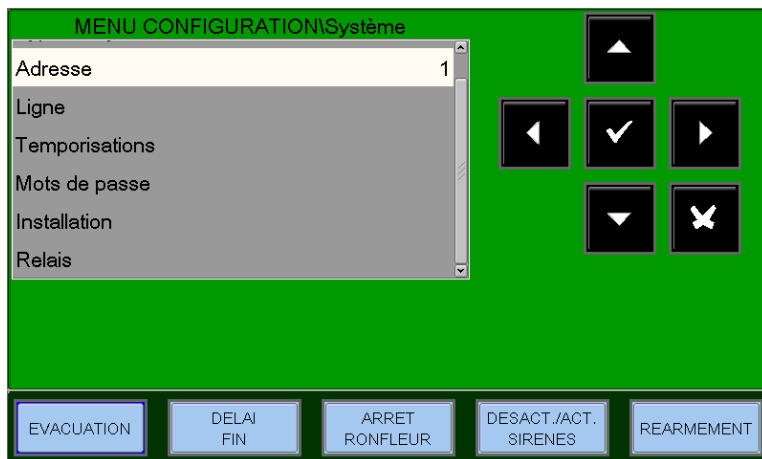 MENU CONFIGURATION\Système
Adresse 1
Ligne
Temporisations
Mots de passe
Installation
Relais
EVACUATION
DELAI
FIN
ARRET
RONFLEUR
DESACT./ACT.
SIRENES
REARMEMENT